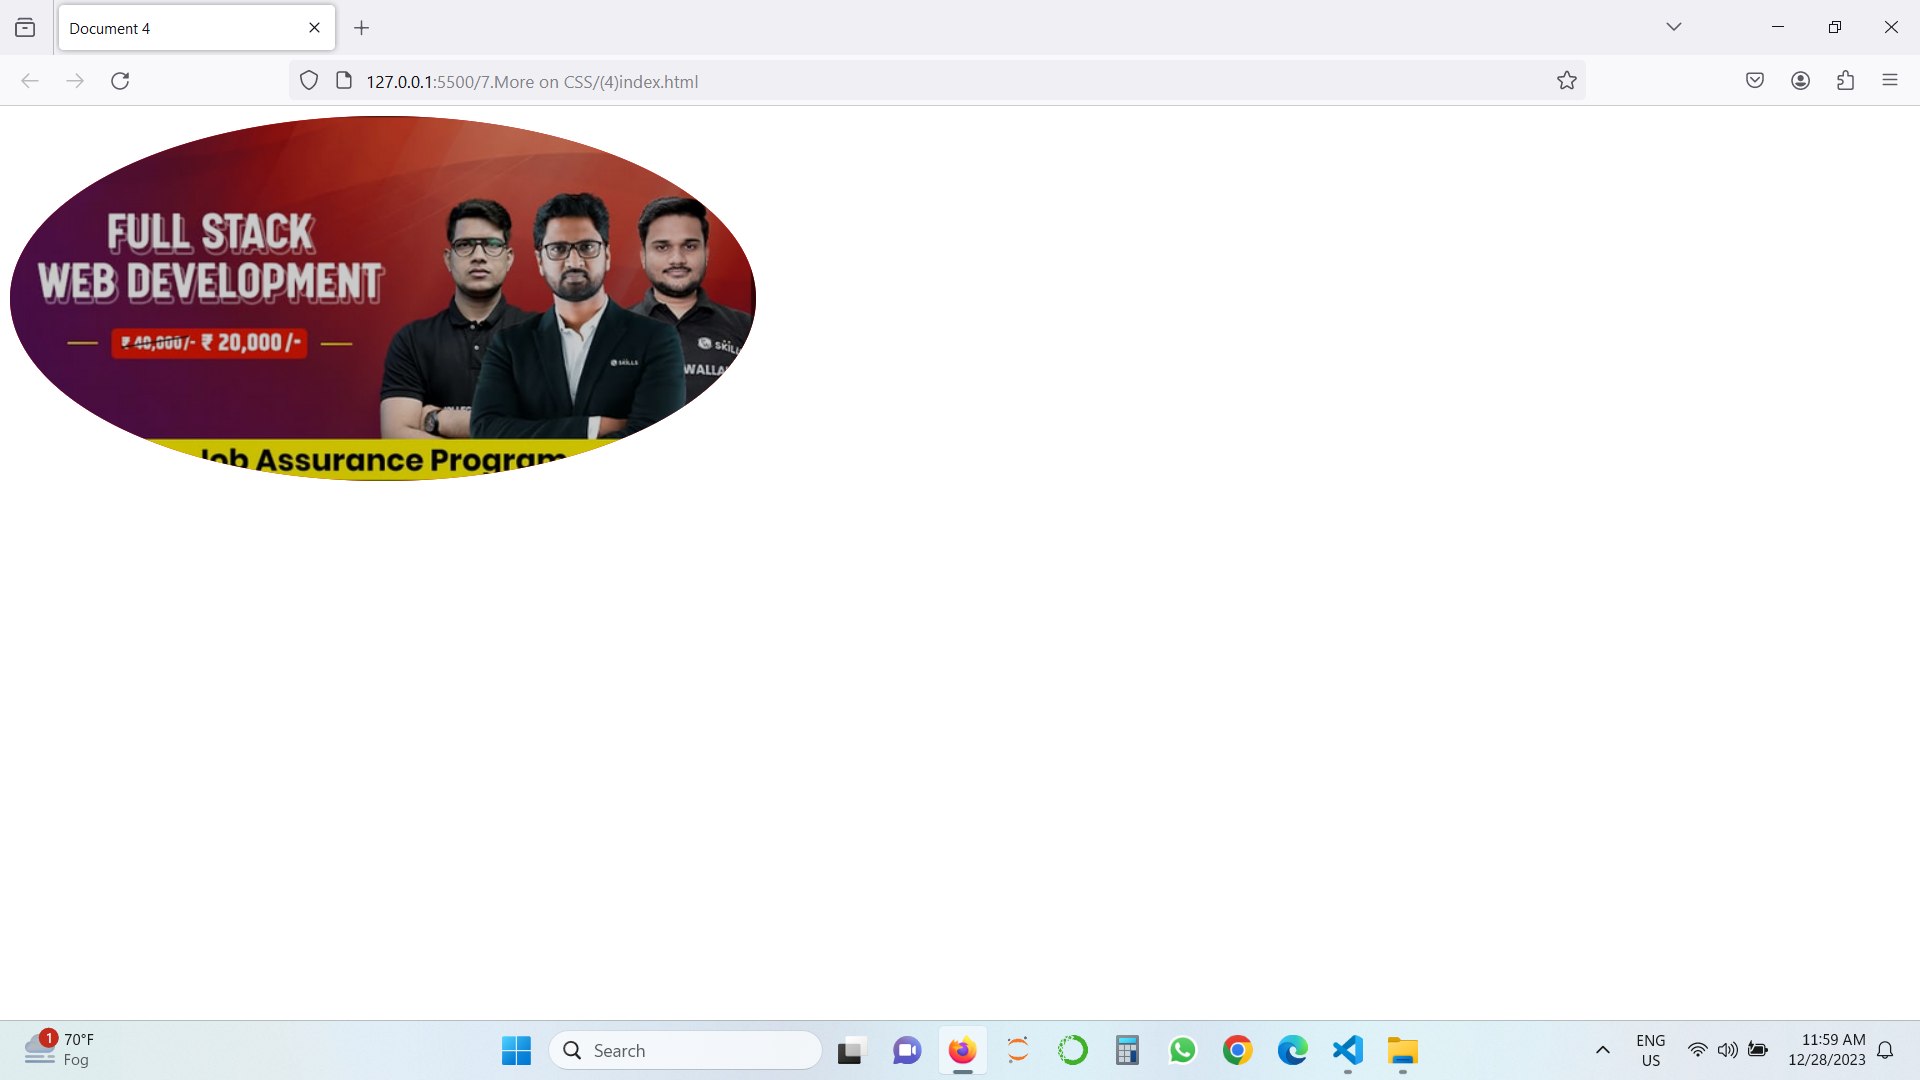 Document 4
127.0.0.1:5500/7.More on CSS/(4)index.html
FULL STACK
WEB DEVELOPMENT
₹ 40,000/- ₹ 20,000/-
SKILLS
SKILL
WALLA
Job Assurance Program
1
70°F
Fog
Search
ENG
US
11:59 AM
12/28/2023